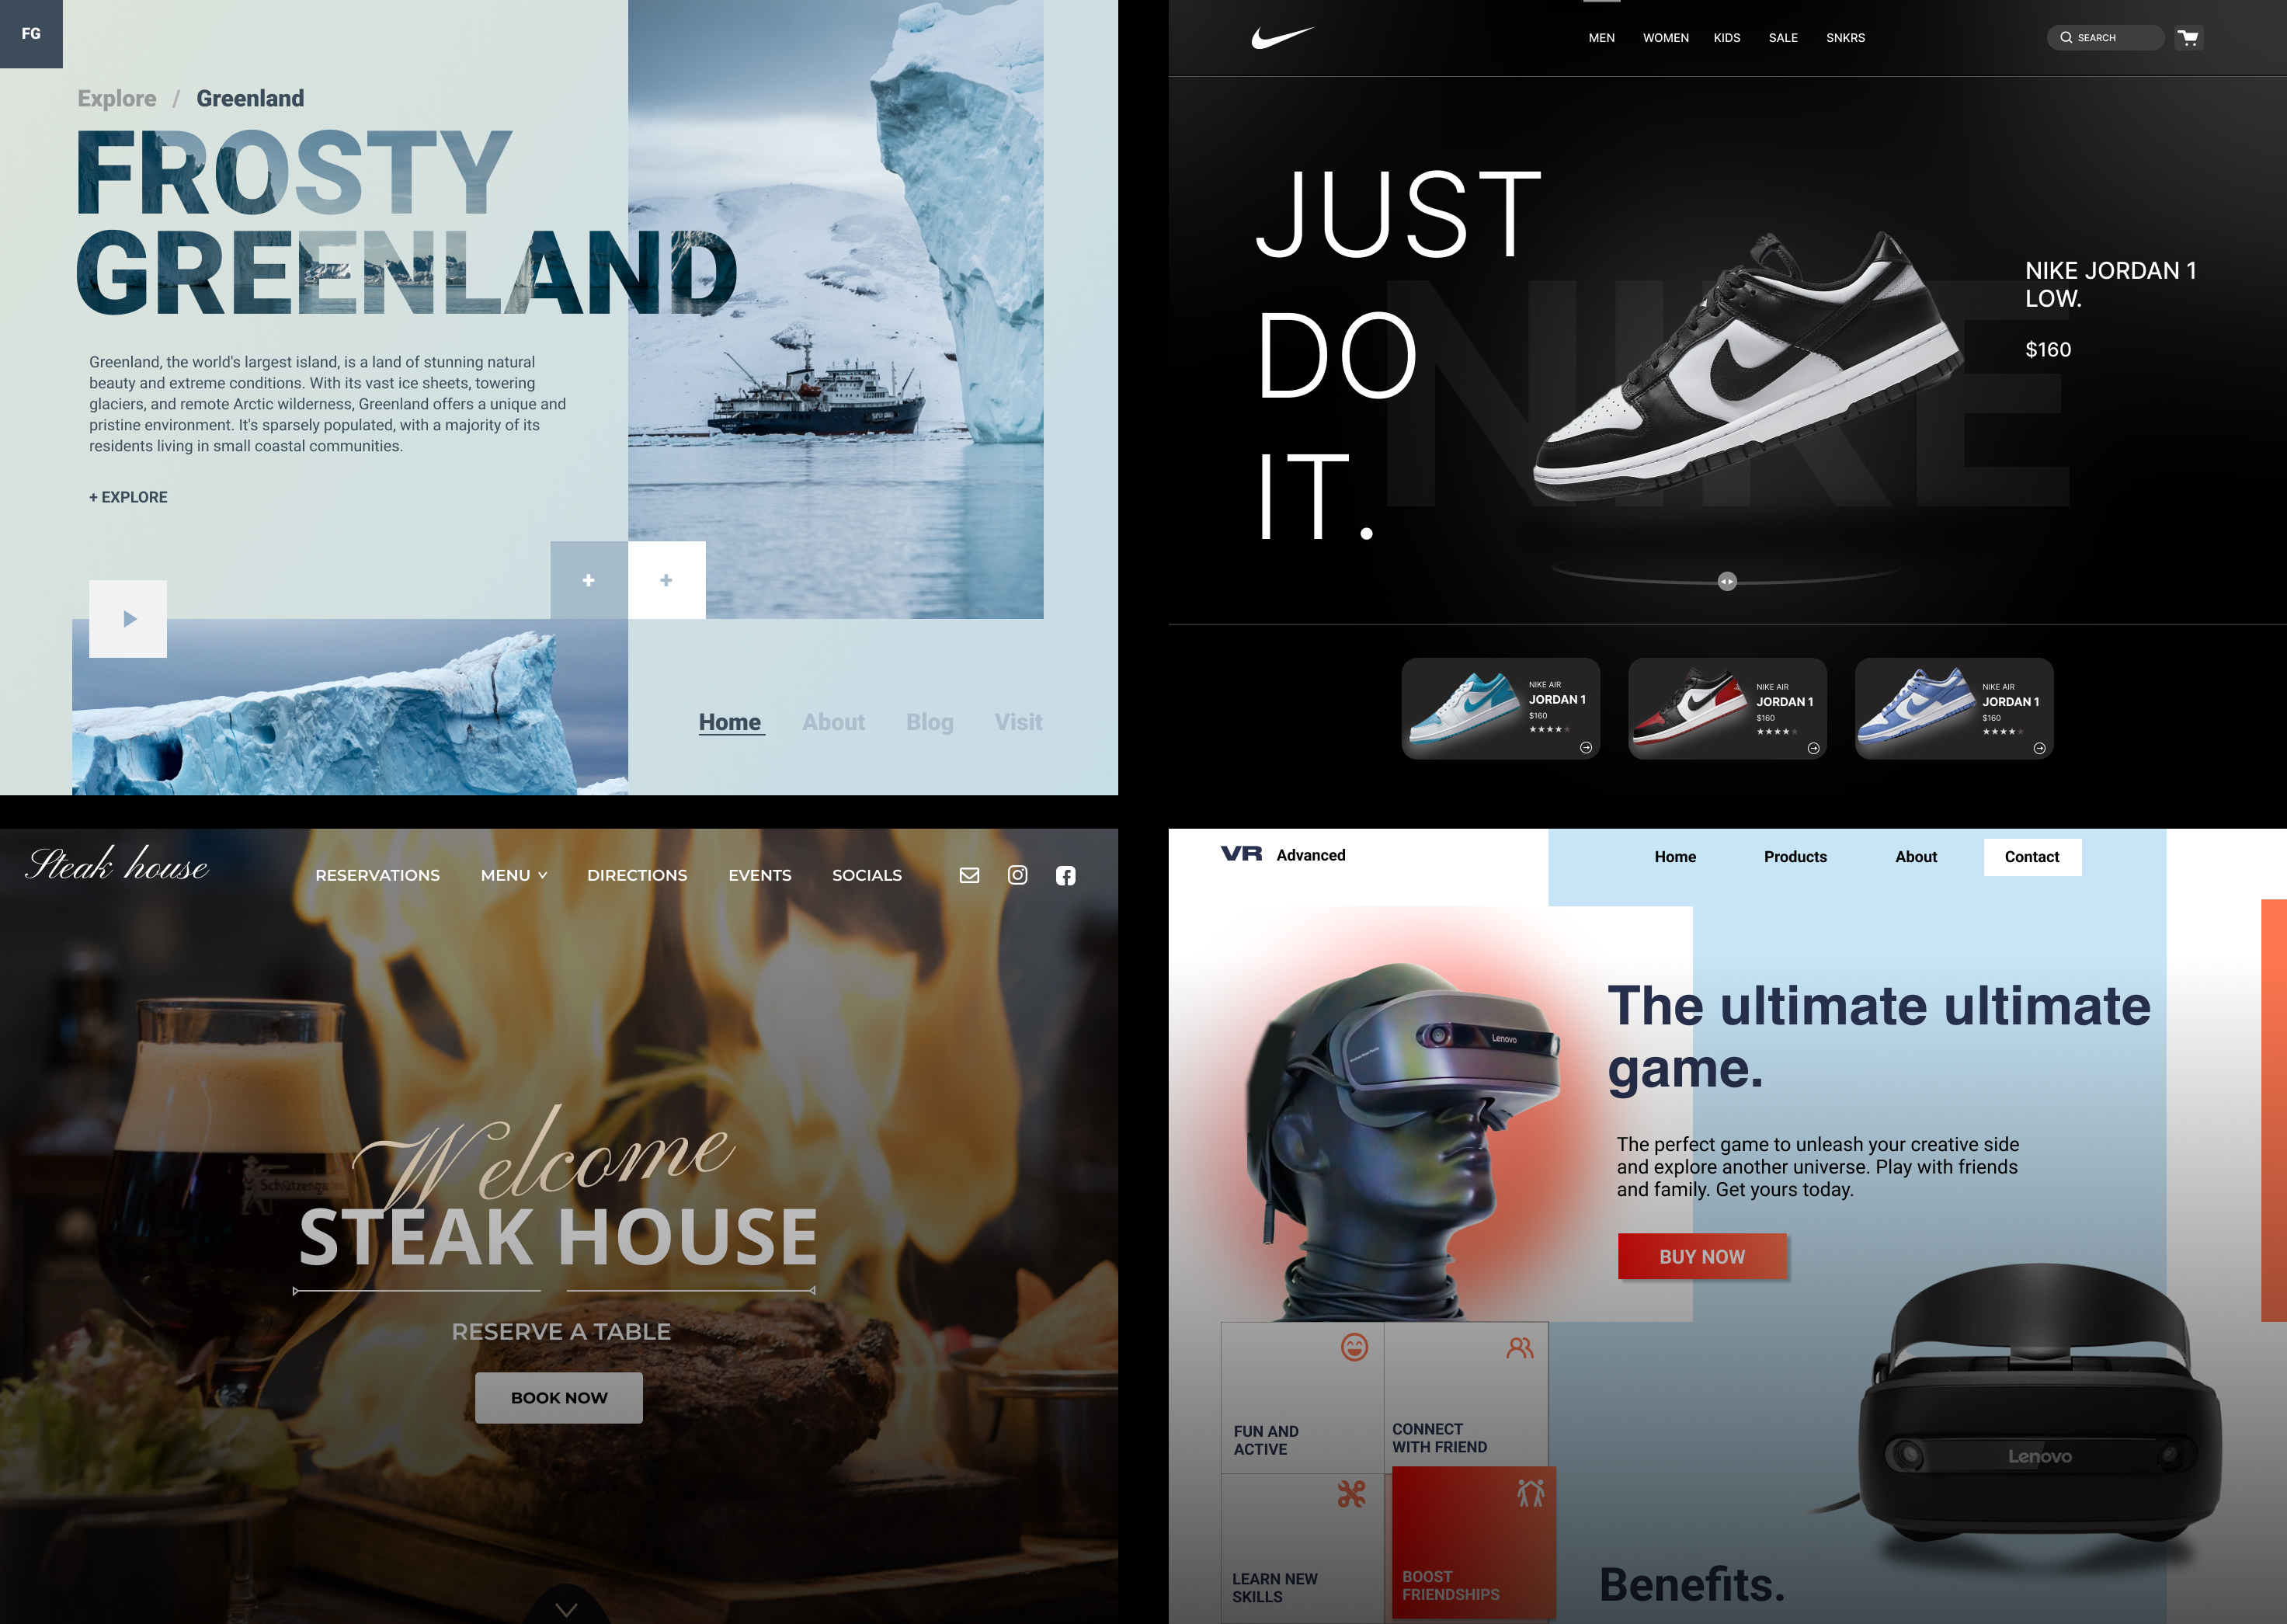 FG
Explore / Greenland
FROSTY
GREENLAND
Greenland, the world's largest island, is a land of stunning natural
beauty and extreme conditions. With its vast ice sheets, towering
glaciers, and remote Arctic wilderness, Greenland offers a unique and
pristine environment. It's sparsely populated, with a majority of its
residents living in small coastal communities.
+ EXPLORE
Home About Blog Visit
MEN WOMEN KIDS SALE SNKRS
SEARCH
JUST
DO
IT.
NIKE
NIKE JORDAN 1
LOW.
$160
NIKE AIR
JORDAN 1
$160
NIKE AIR
JORDAN 1
$160
NIKE AIR
JORDAN 1
$160
Steak house
RESERVATIONS MENU DIRECTIONS EVENTS SOCIALS
Welcome
STEAK HOUSE
RESERVE A TABLE
BOOK NOW
VR Advanced
Home Products About Contact
Lenovo
The ultimate ultimate
game.
The perfect game to unleash your creative side
and explore another universe. Play with friends
and family. Get yours today.
BUY NOW
FUN AND
ACTIVE
CONNECT
WITH FRIEND
LEARN NEW
SKILLS
BOOST
FRIENDSHIPS
Lenovo
Benefits.